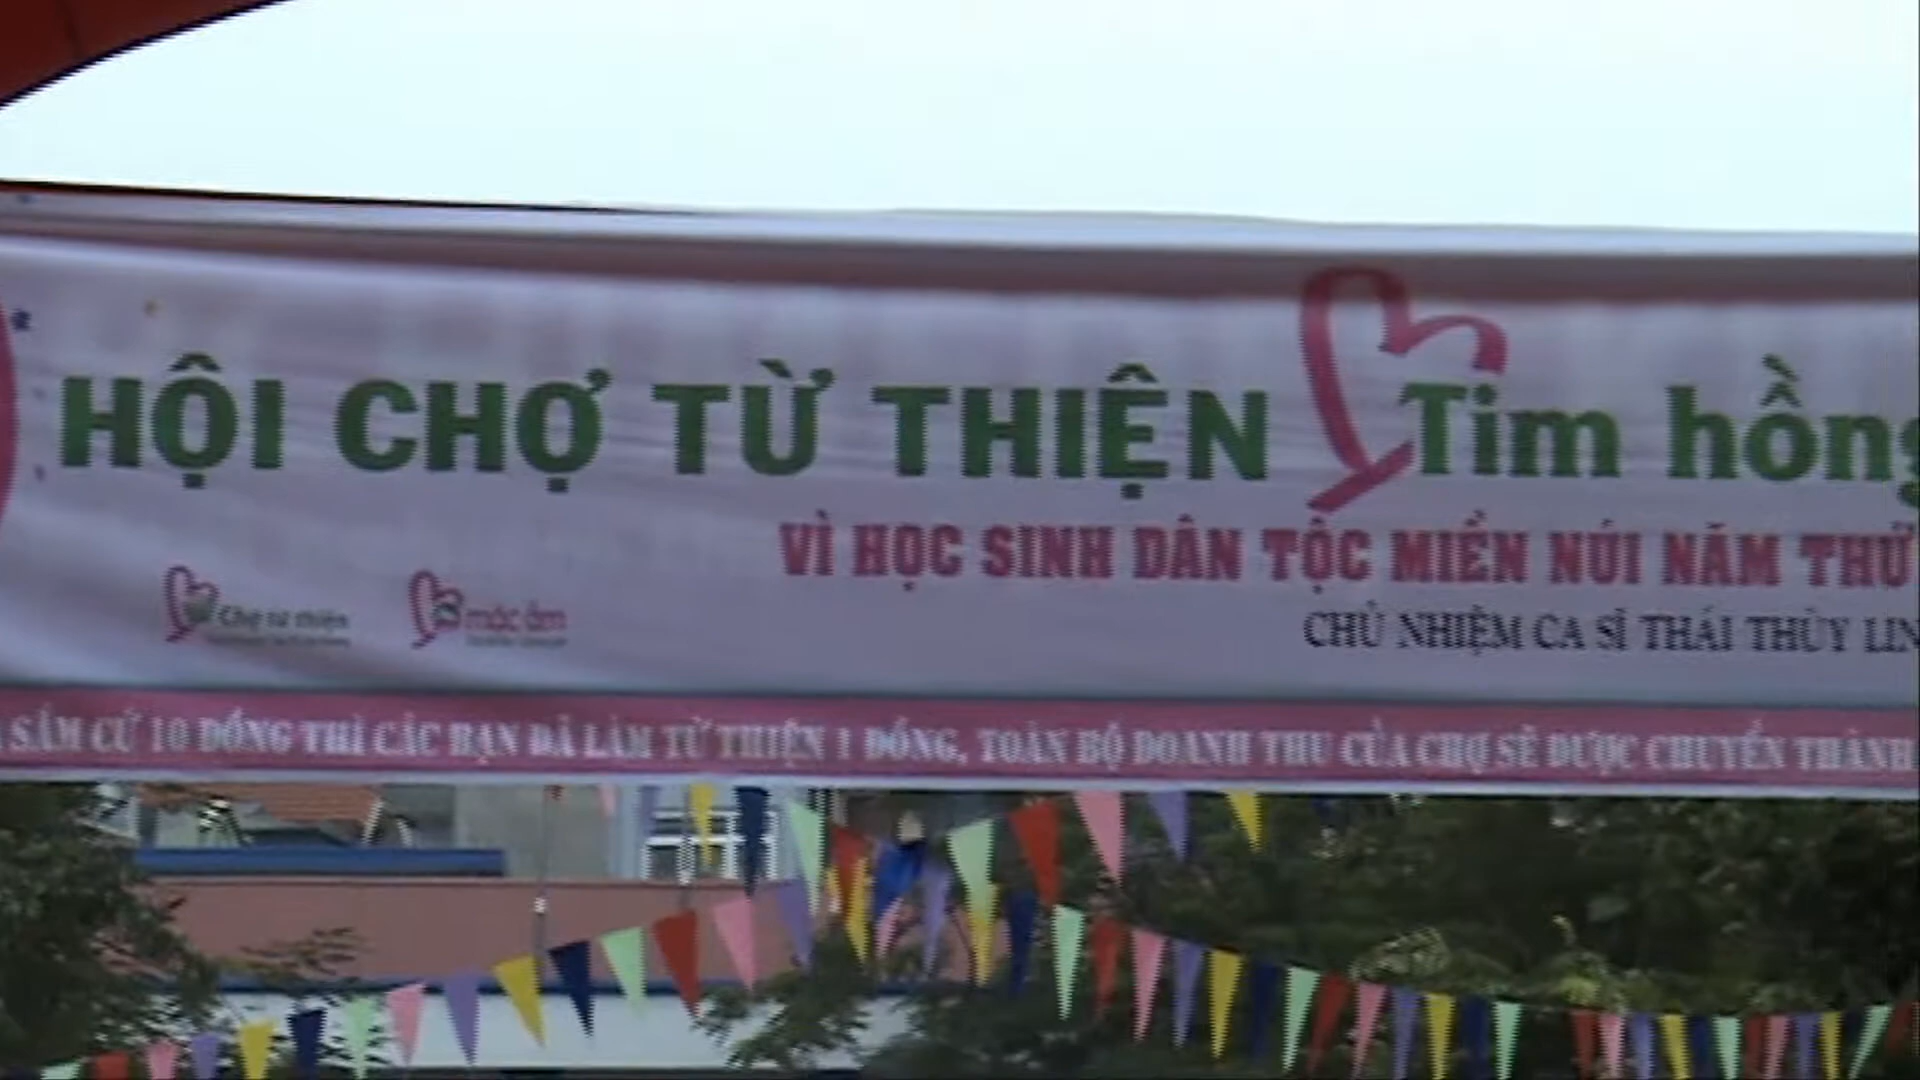 HỘI CHỢ TỪ THIỆN Tim hồng
VÌ HỌC SINH DÂN TỘC MIỀN NÚI NĂM THỨ
CHỦ NHIỆM CA SĨ THÁI THÙY LIN
Chợ từ thiện
mặc ấm
SẮM CỨ 10 ĐỒNG THÌ CÁC BẠN ĐÃ LÀM TỪ THIỆN 1 ĐỒNG, TOÀN BỘ DOANH THU CỦA CHỢ SẼ ĐƯỢC CHUYỂN THÀNH